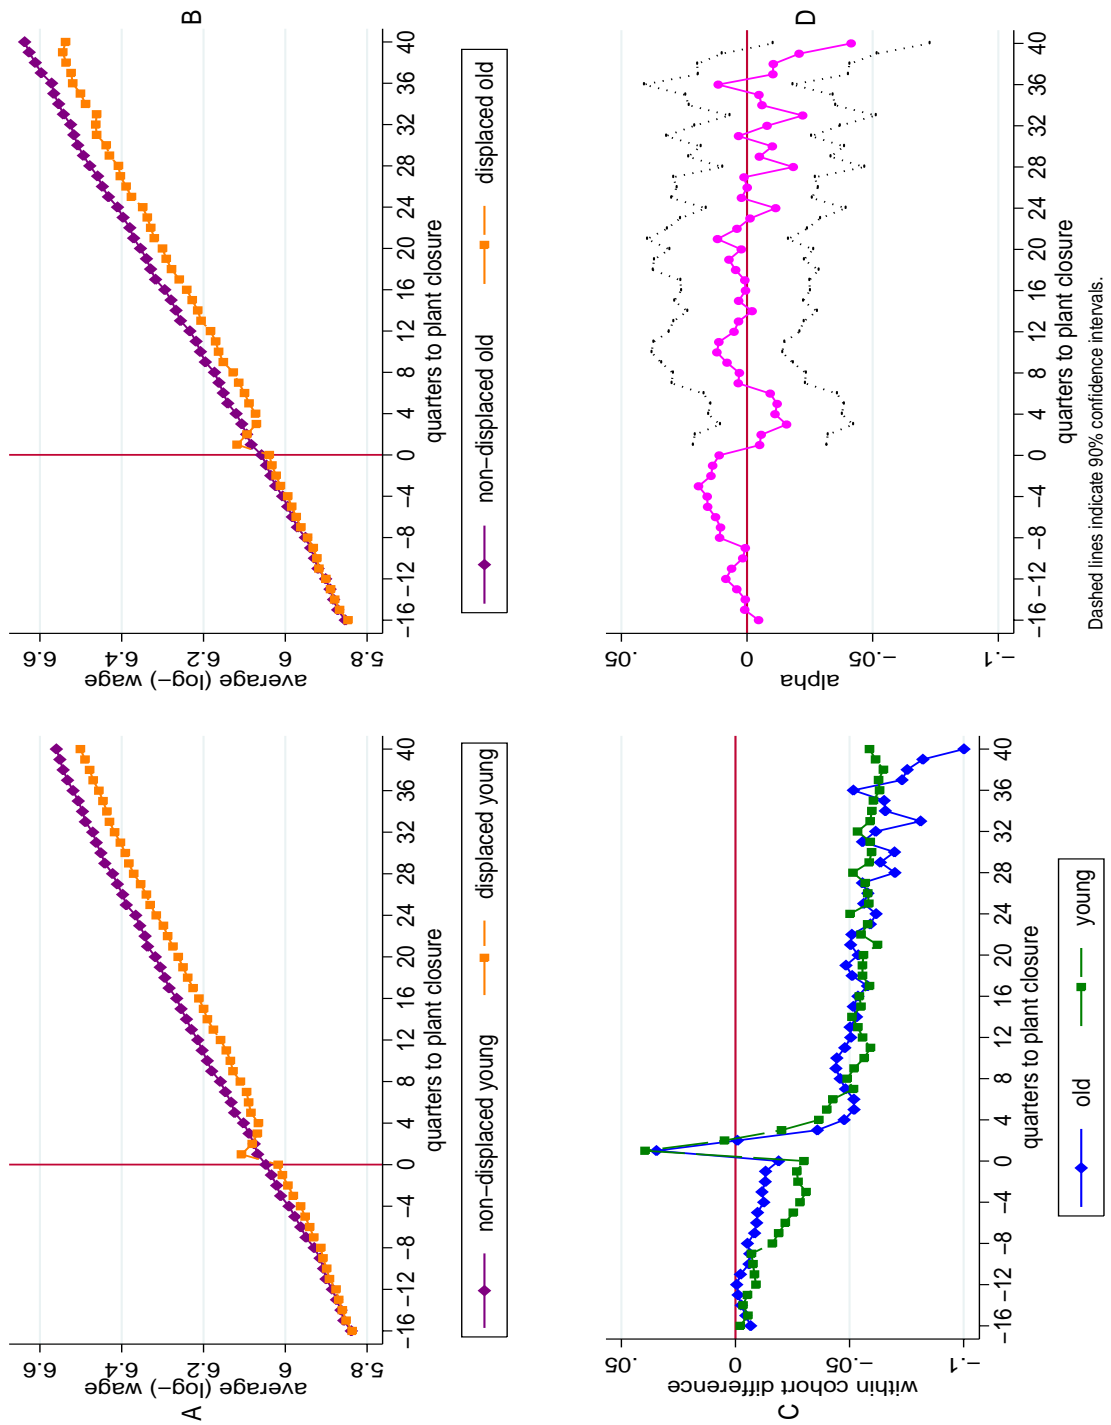 A
average (log−) wage
6.6
6.4
6.2
6
5.8
−16 −12 −8 −4 0 4 8 12 16 20 24 28 32 36 40
quarters to plant closure
non−displaced young displaced young
B
average (log−) wage
6.6
6.4
6.2
6
5.8
−16 −12 −8 −4 0 4 8 12 16 20 24 28 32 36 40
quarters to plant closure
non−displaced old displaced old
C
within cohort difference
.05
0
−.05
−.1
−16 −12 −8 −4 0 4 8 12 16 20 24 28 32 36 40
quarters to plant closure
old young
D
alpha
.05
0
−.05
−.1
−16 −12 −8 −4 0 4 8 12 16 20 24 28 32 36 40
quarters to plant closure
Dashed lines indicate 90% confidence intervals.